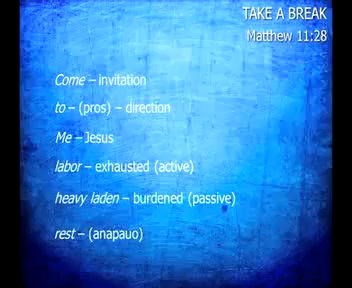 TAKE A BREAK
Matthew 11:28
Come – invitation
to – (pros) – direction
Me – Jesus
labor – exhausted (active)
heavy laden – burdened (passive)
rest – (anapauo)